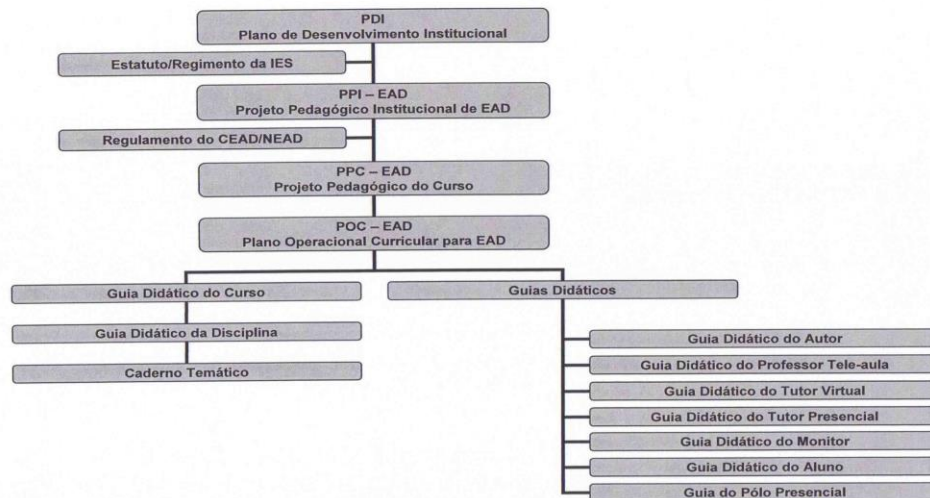 PDI
Plano de Desenvolvimento Institucional
Estatuto/Regimento da IES
PPI – EAD
Projeto Pedagógico Institucional de EAD
Regulamento do CEAD/NEAD
PPC – EAD
Projeto Pedagógico do Curso
POC – EAD
Plano Operacional Curricular para EAD
Guia Didático do Curso
Guia Didático da Disciplina
Caderno Temático
Guias Didáticos
Guia Didático do Autor
Guia Didático do Professor Tele-aula
Guia Didático do Tutor Virtual
Guia Didático do Tutor Presencial
Guia Didático do Monitor
Guia Didático do Aluno
Guia do Pólo Presencial